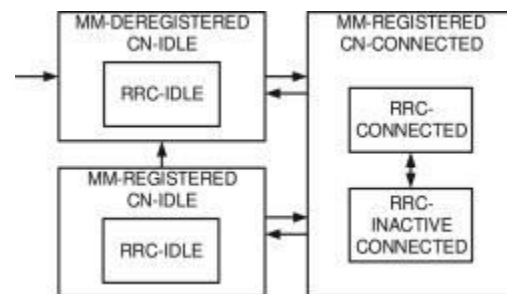 MM-DEREGISTERED
CN-IDLE
RRC-IDLE
MM-REGISTERED
CN-IDLE
RRC-IDLE
MM-REGISTERED
CN-CONNECTED
RRC-
CONNECTED
RRC-
INACTIVE
CONNECTED